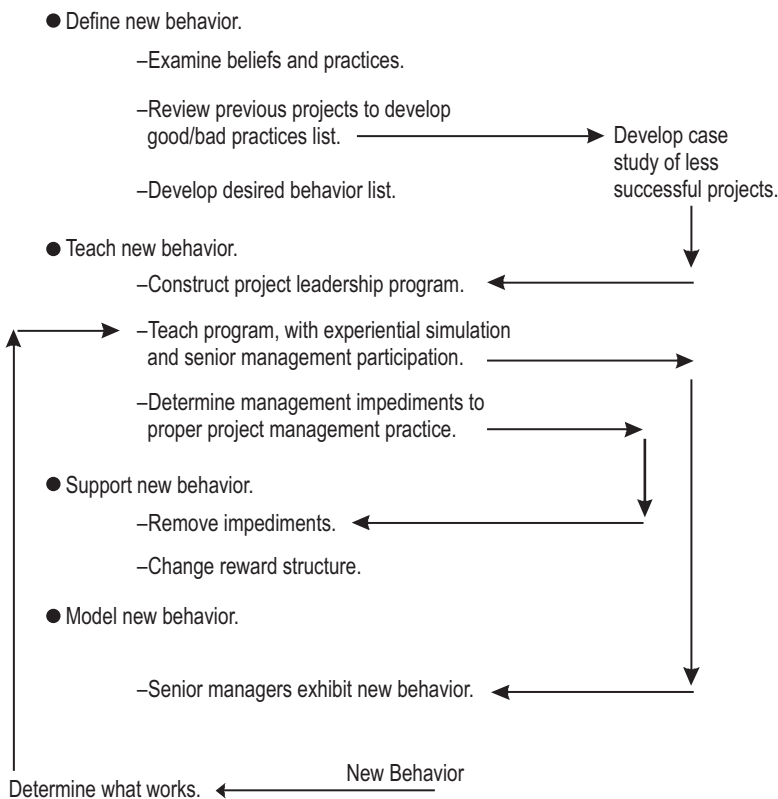 ● Define new behavior.
–Examine beliefs and practices.
–Review previous projects to develop
good/bad practices list.
Develop case
study of less
successful projects.
–Develop desired behavior list.
● Teach new behavior.
–Construct project leadership program.
–Teach program, with experiential simulation
and senior management participation.
–Determine management impediments to
proper project management practice.
● Support new behavior.
–Remove impediments.
–Change reward structure.
● Model new behavior.
–Senior managers exhibit new behavior.
New Behavior
Determine what works.